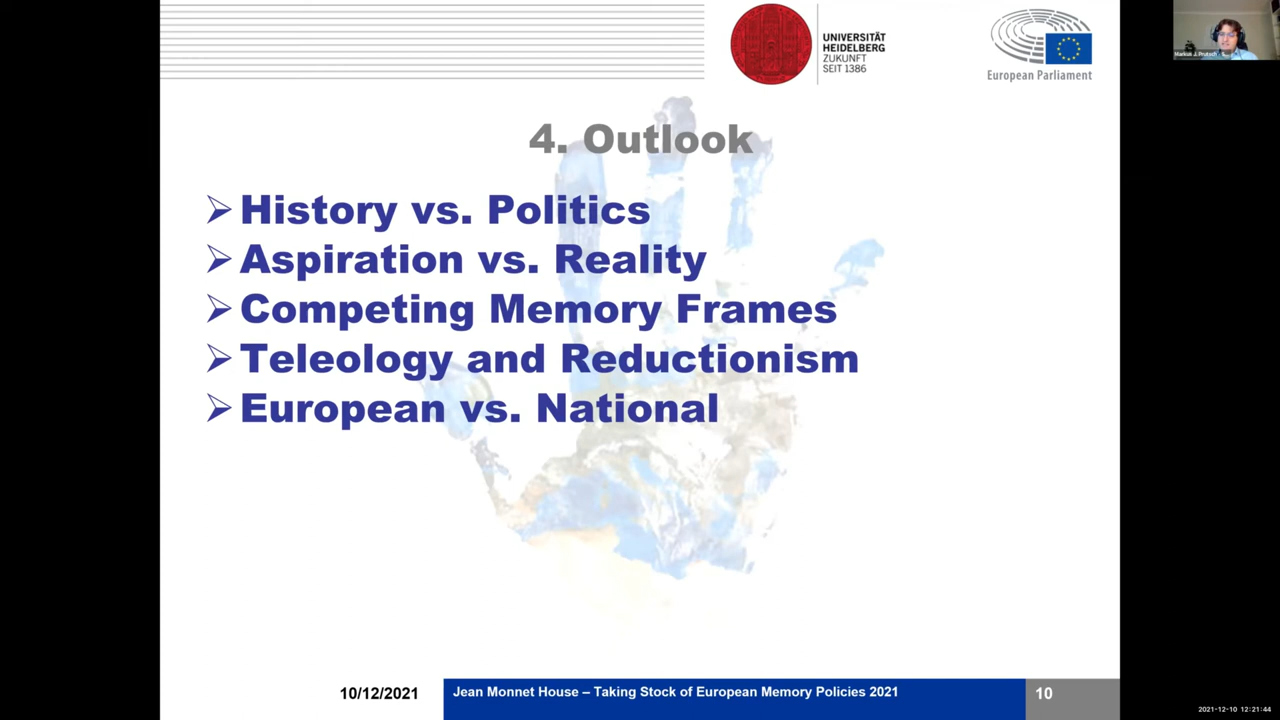 UNIVERSITÄT
HEIDELBERG
ZUKUNFT
SEIT 1386
European Parliament
Markus J. Prutsch
4. Outlook
History vs. Politics
Aspiration vs. Reality
Competing Memory Frames
Teleology and Reductionism
European vs. National
10/12/2021
Jean Monnet House – Taking Stock of European Memory Policies 2021
10
2021-12-10 12:21:44